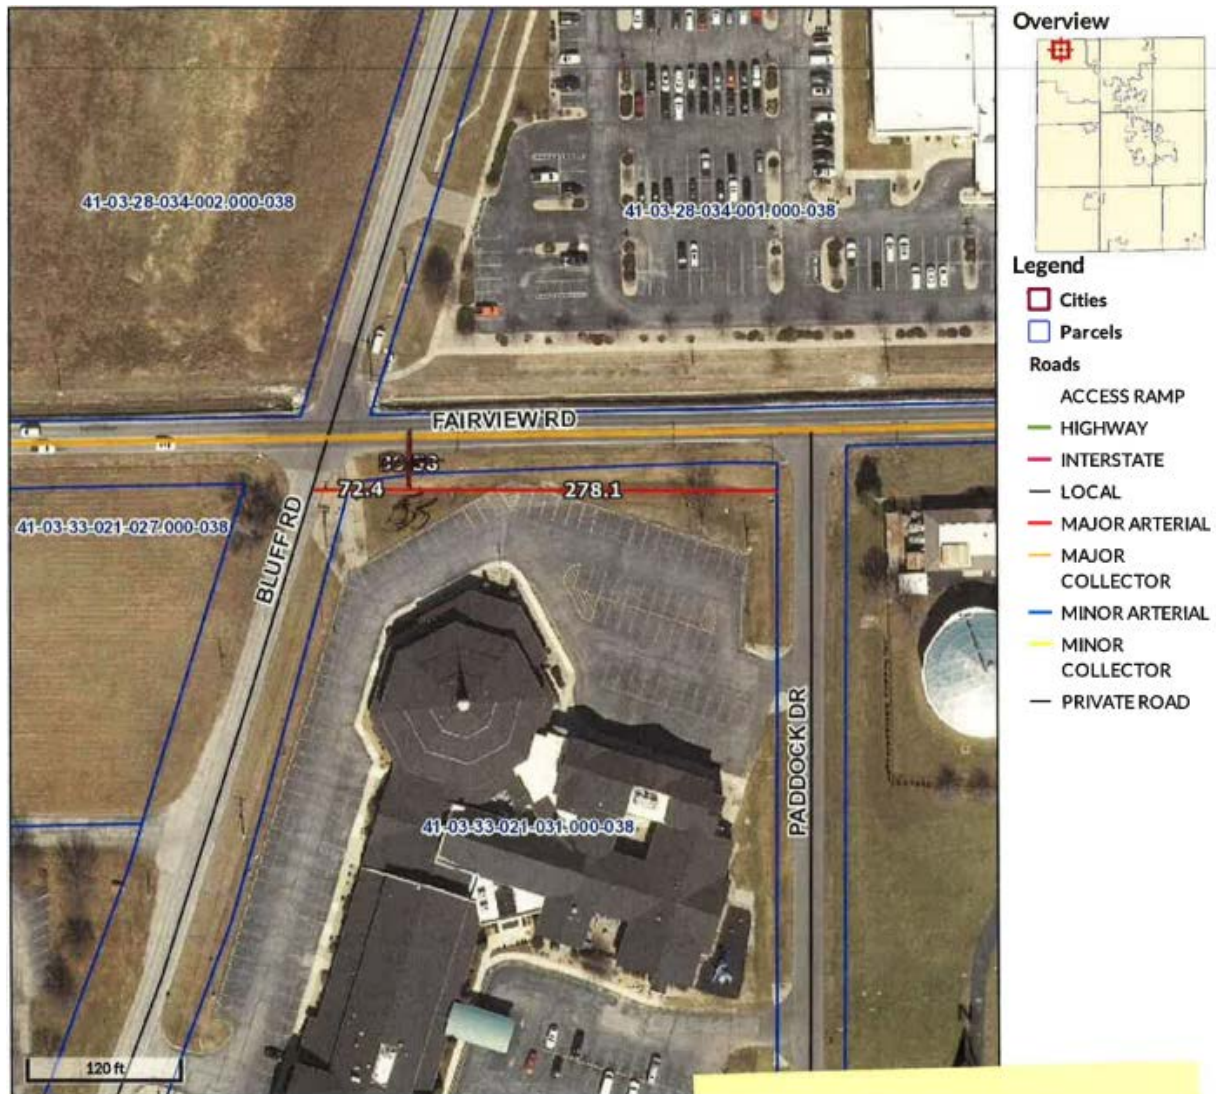 Overview
41-03-28-034-002.000-038
41-03-28-034-001.000-038
Legend
Cities
Parcels
Roads
ACCESS RAMP
HIGHWAY
INTERSTATE
LOCAL
MAJOR ARTERIAL
MAJOR
COLLECTOR
MINOR ARTERIAL
MINOR
COLLECTOR
PRIVATE ROAD
FAIRVIEW RD
72.4
278.1
41-03-33-021-027.000-038
BLUFF RD
PADDOCK DR
41-03-33-021-031.000-038
120 ft